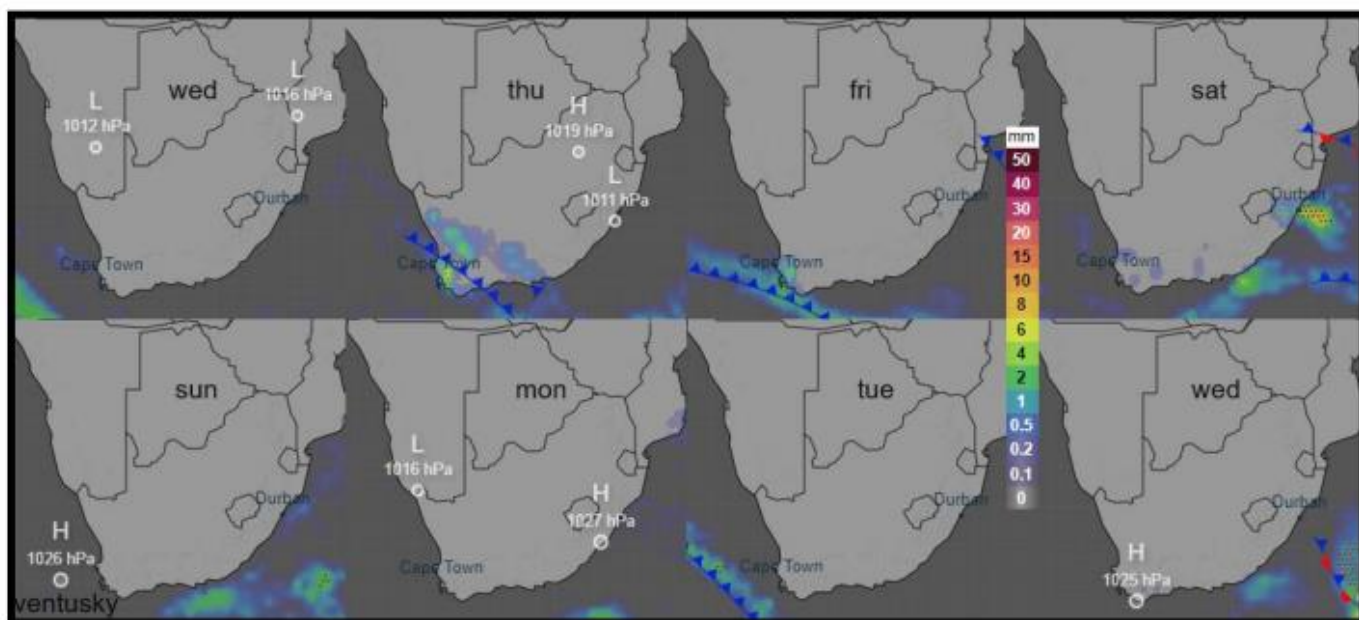 wed
L
1012 hPa
L
1016 hPa
Durban
Cape Town
thu
H
1019 hPa
L
1011 hPa
Cape Town
fri
Durban
Cape Town
sat
Durban
Cape Town
mm
50
40
30
20
15
10
8
6
4
2
1
0.5
0.2
0.1
0
sun
Durban
H
1026 hPa
ventusky
mon
L
1016 hPa
H
1027 hPa
Cape Town
tue
Durban
Cape Town
wed
Durban
H
1025 hPa